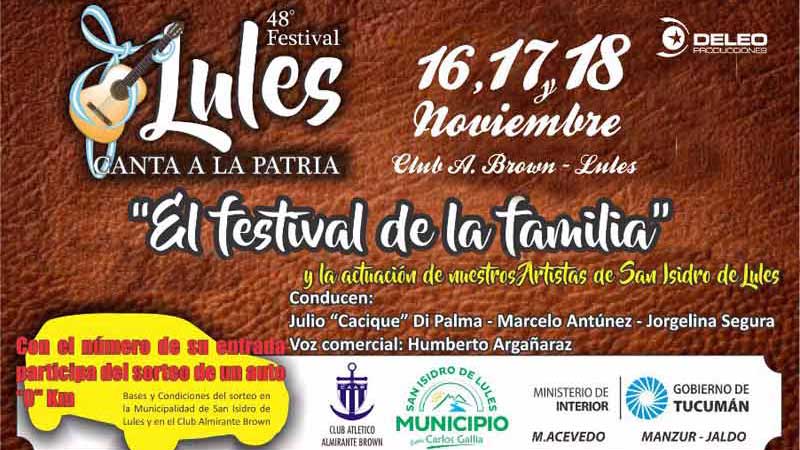 48° Festival
Lules
CANTA A LA PATRIA
16, 17 y 18
Noviembre
Club A. Brown - Lules
DELEO
PRODUCCIONES
"El festival de la familia"
y la actuación de nuestros Artistas de San Isidro de Lules
Conducen:
Julio "Cacique" Di Palma - Marcelo Antúnez - Jorgelina Segura
Voz comercial: Humberto Argañaraz
Con el número de su entrada
participa del sorteo de un auto
"0" Km
Bases y Condiciones del sorteo en
la Municipalidad de San Isidro de
Lules y en el Club Almirante Brown
CAAB
CLUB ATLETICO
ALMIRANTE BROWN
SAN ISIDRO DE LULES
MUNICIPIO
Carlos Gallia
MINISTERIO DE
INTERIOR
M.ACEVEDO
GOBIERNO DE
TUCUMÁN
MANZUR - JALDO